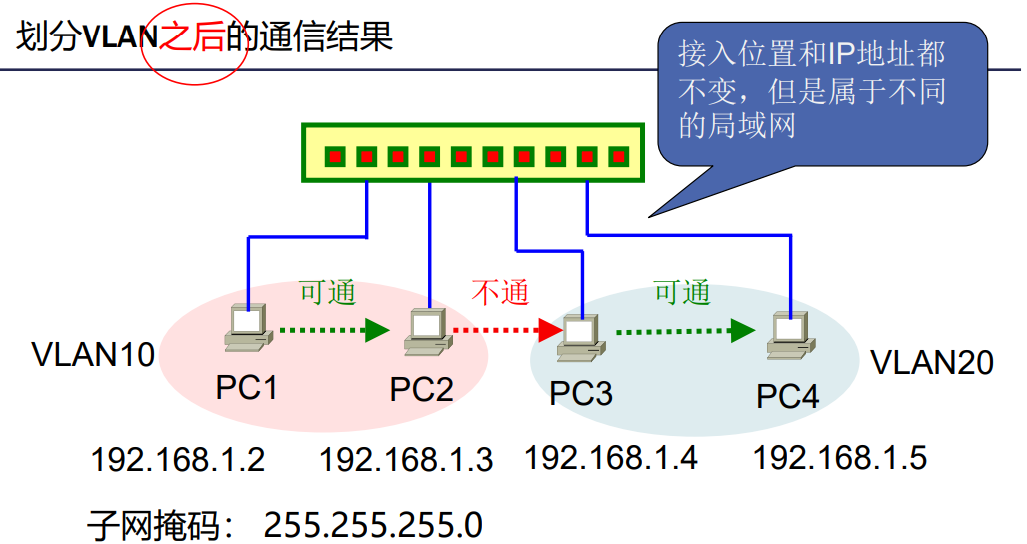 划分VLAN之后的通信结果
接入位置和IP地址都
不变，但是属于不同
的局域网
可通
不通
可通
VLAN10
PC1
PC2
PC3
PC4
VLAN20
192.168.1.2
192.168.1.3
192.168.1.4
192.168.1.5
子网掩码： 255.255.255.0